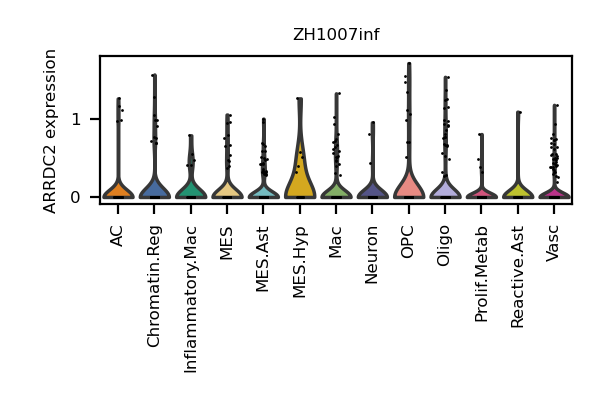 ZH1007inf
ARRDC2 expression
1
0
AC
Chromatin.Reg
Inflammatory.Mac
MES
MES.Ast
MES.Hyp
Mac
Neuron
OPC
Oligo
Prolif.Metab
Reactive.Ast
Vasc